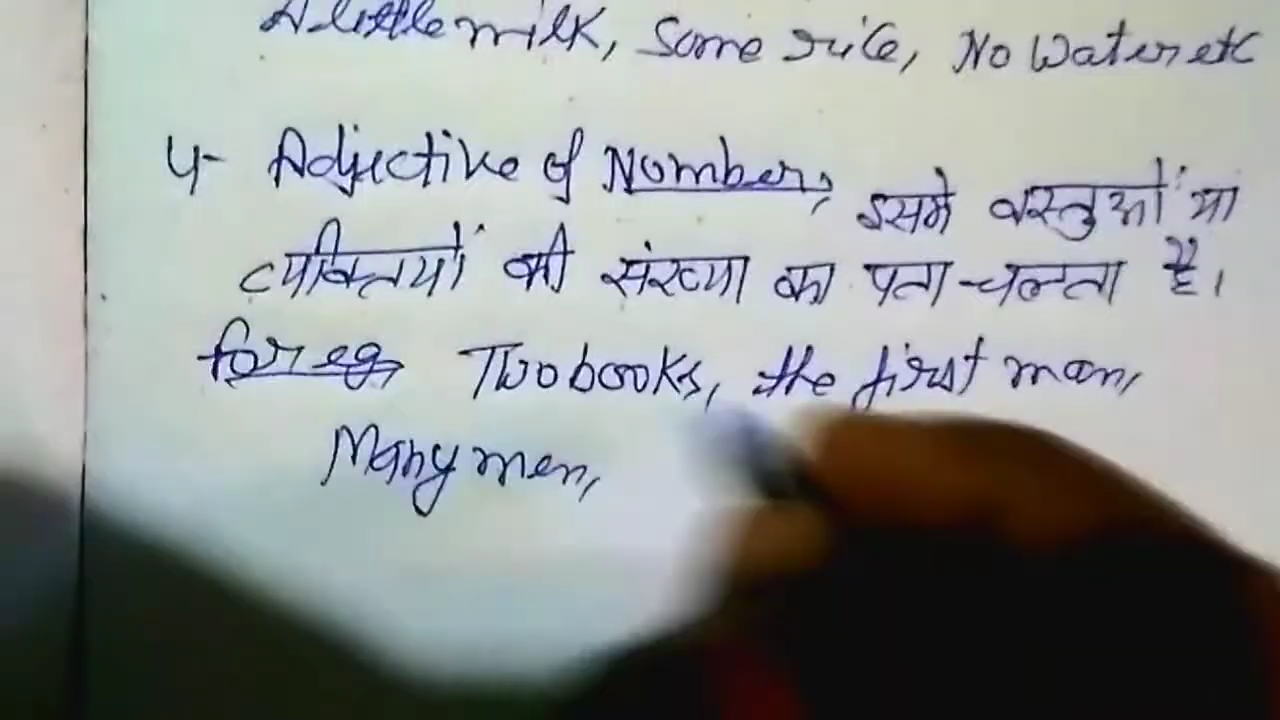 A little milk, Some rice, No water etc
4- Adjective of Number, इसमे वस्तुओं या
व्यक्तियों की संख्या का पता चलता है।
for eg, Two books, the first man,
Many men,